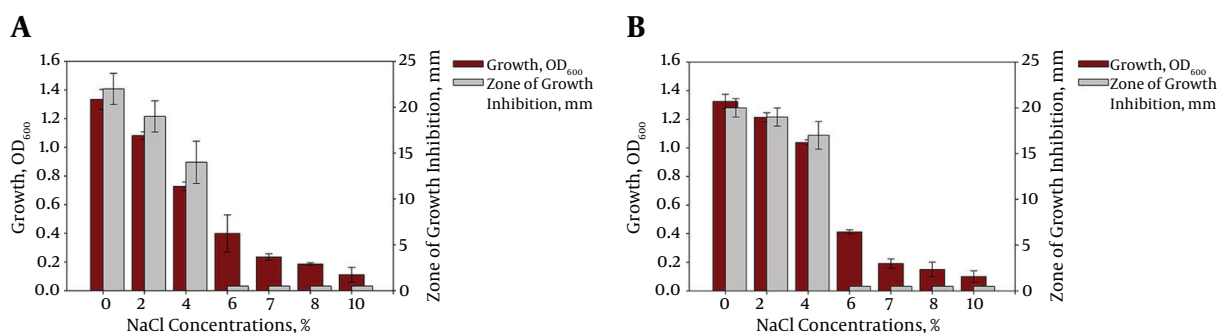 A
Growth, OD600
1.6
1.4
1.2
1.0
0.8
0.6
0.4
0.2
0.0
0 2 4 6 7 8 10
NaCl Concentrations, %
25
20
15
10
5
0
Zone of Growth Inhibition, mm
Growth, OD600
Zone of Growth
Inhibition, mm
B
Growth, OD600
1.6
1.4
1.2
1.0
0.8
0.6
0.4
0.2
0.0
0 2 4 6 7 8 10
NaCl Concentrations, %
25
20
15
10
5
0
Zone of Growth Inhibition, mm
Growth, OD600
Zone of Growth
Inhibition, mm